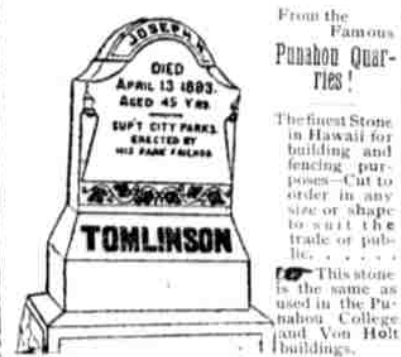 JOSEPH H.
DIED
APRIL 13 1893.
AGED 45 YRS.
SUP'T CITY PARKS.
ERECTED BY
HIS PARK FRIENDS
TOMLINSON
From the
Famous
Punahou Quar-
ries!
The finest Stone
in Hawaii for
building and
fencing pur-
poses—Cut to
order in any
size or shape
to suit the
trade or pub-
lic. . . . . .
☞ This stone
is the same as
used in the Pu-
nahou College
and Von Holt
buildings.